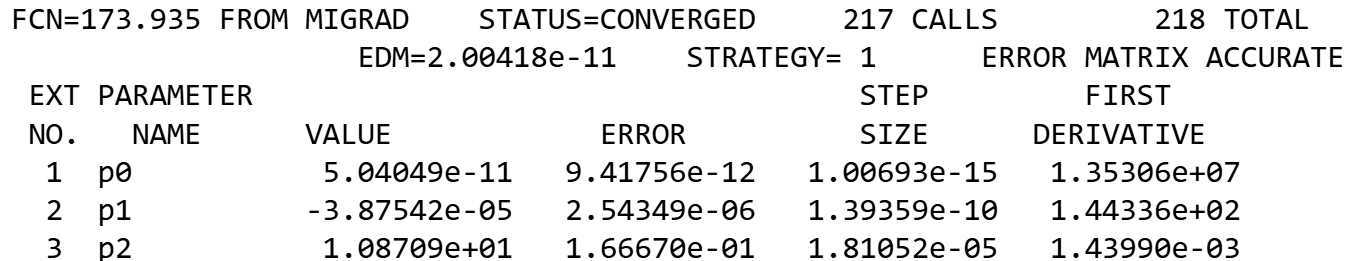 FCN=173.935 FROM MIGRAD    STATUS=CONVERGED     217 CALLS         218 TOTAL
                     EDM=2.00418e-11    STRATEGY= 1      ERROR MATRIX ACCURATE
  EXT PARAMETER                                   STEP         FIRST
  NO.   NAME      VALUE            ERROR          SIZE      DERIVATIVE
   1  p0           5.04049e-11   9.41756e-12   1.00693e-15   1.35306e+07
   2  p1          -3.87542e-05   2.54349e-06   1.39359e-10   1.44336e+02
   3  p2           1.08709e+01   1.66670e-01   1.81052e-05   1.43990e-03